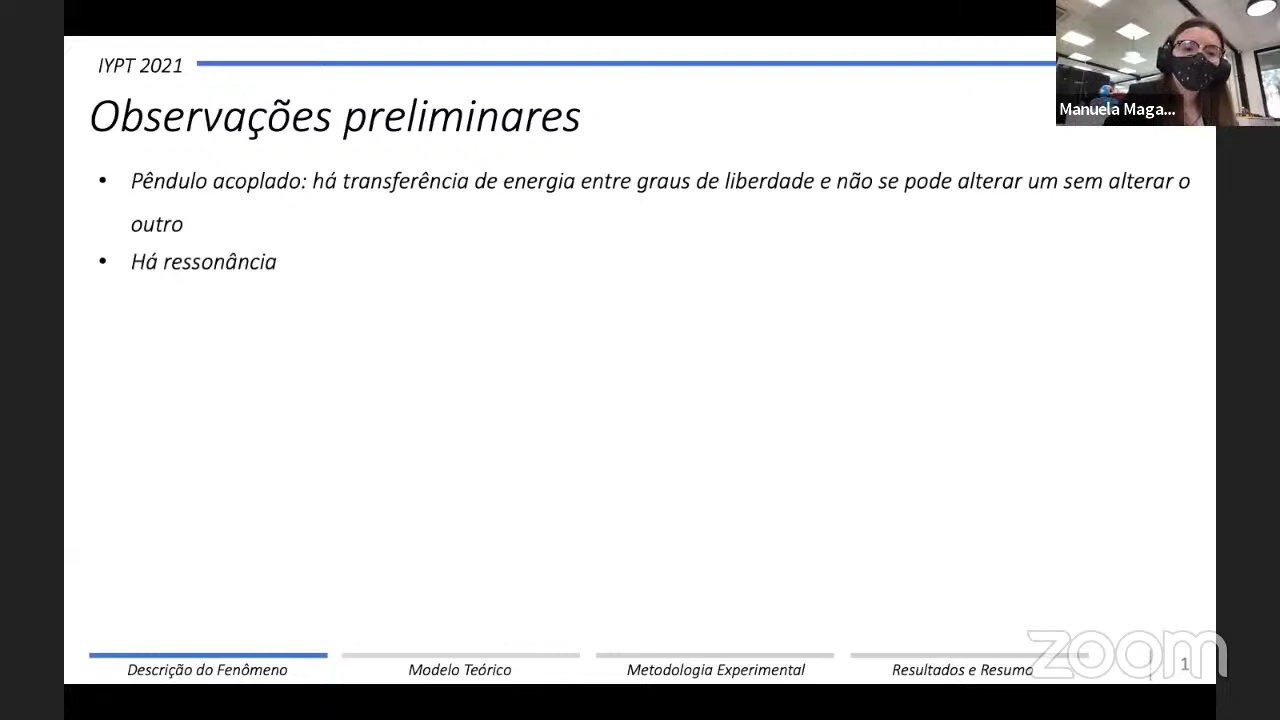 IYPT 2021
Manuela Maga...
Observações preliminares
• Pêndulo acoplado: há transferência de energia entre graus de liberdade e não se pode alterar um sem alterar o
outro
• Há ressonância
Descrição do Fenômeno
Modelo Teórico
Metodologia Experimental
Resultados e Resumo
zoom
1